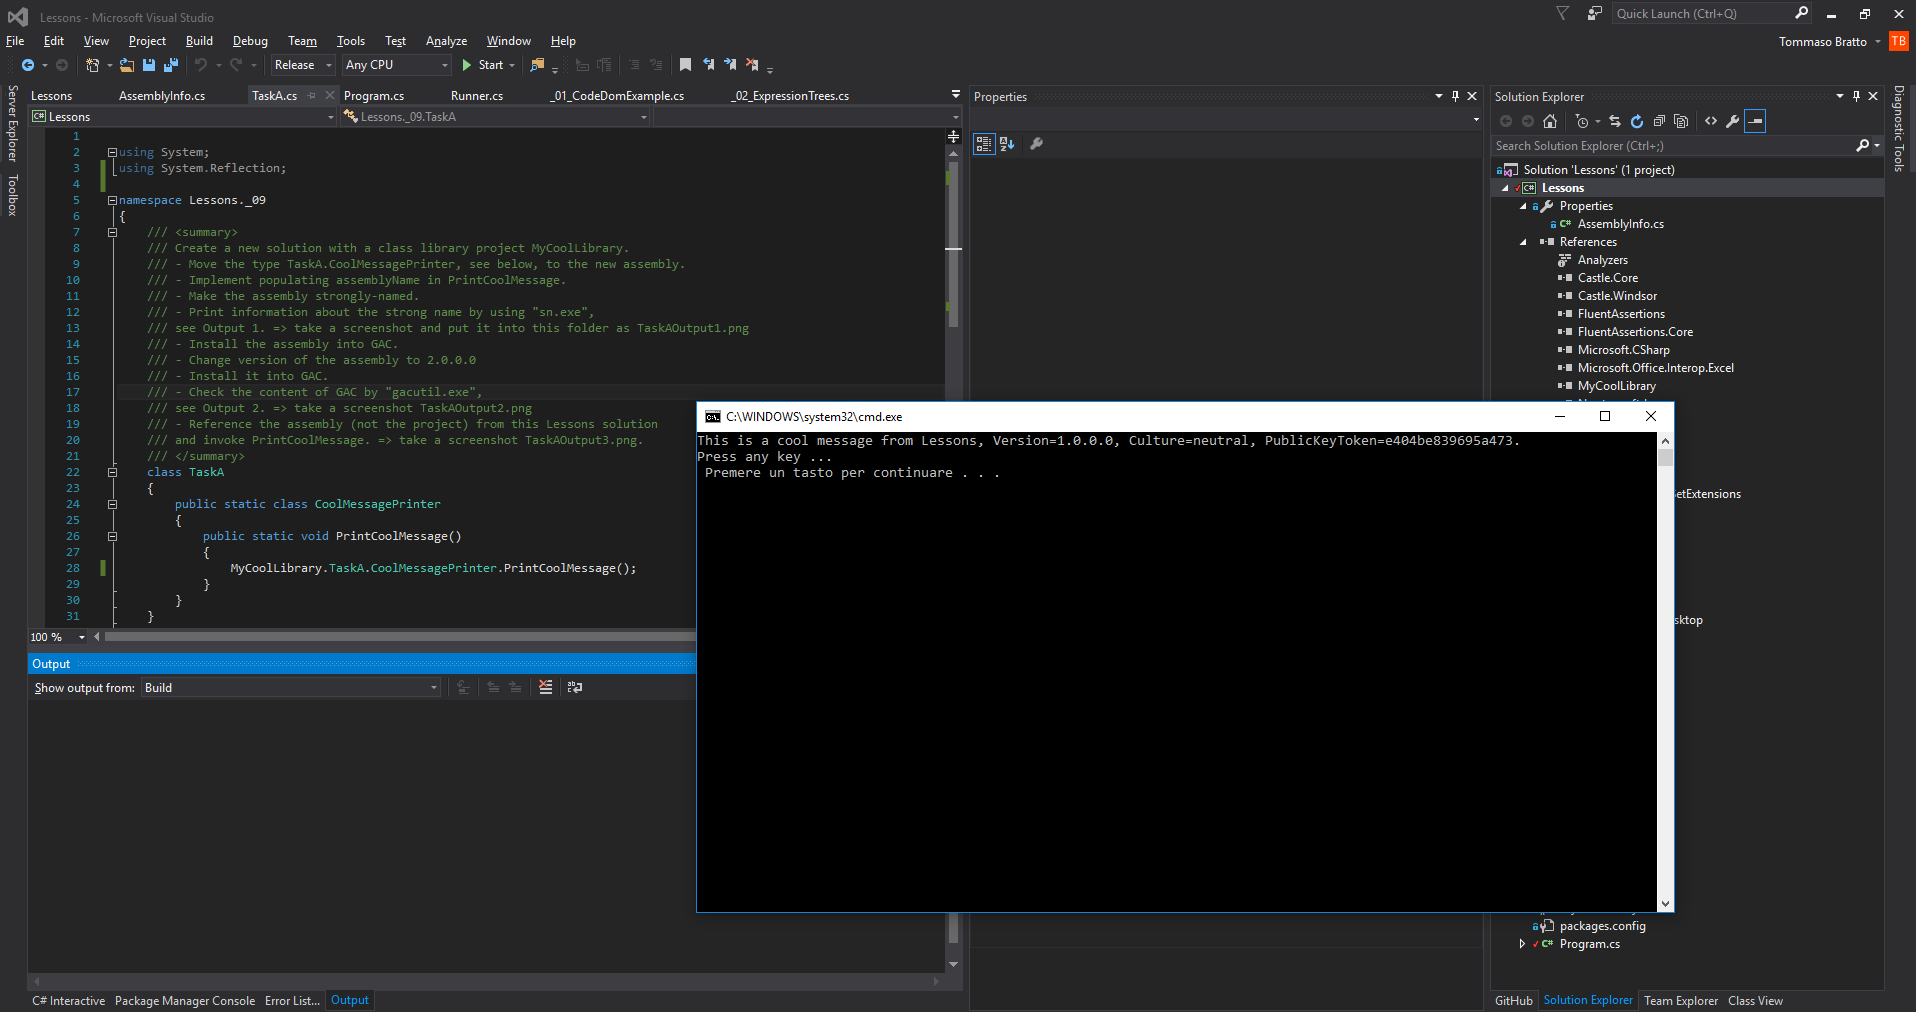 Lessons - Microsoft Visual Studio
Quick Launch (Ctrl+Q)
File Edit View Project Build Debug Team Tools Test Analyze Window Help
Tommaso Bratto TB
Release Any CPU Start
Server Explorer
Toolbox
Lessons AssemblyInfo.cs TaskA.cs Program.cs Runner.cs _01_CodeDomExample.cs _02_ExpressionTrees.cs
C# Lessons Lessons._09.TaskA
1
2 using System;
3 using System.Reflection;
4
5 namespace Lessons._09
6 {
7 /// <summary>
8 /// Create a new solution with a class library project MyCoolLibrary.
9 /// - Move the type TaskA.CoolMessagePrinter, see below, to the new assembly.
10 /// - Implement populating assemblyName in PrintCoolMessage.
11 /// - Make the assembly strongly-named.
12 /// - Print information about the strong name by using "sn.exe",
13 /// see Output 1. => take a screenshot and put it into this folder as TaskAOutput1.png
14 /// - Install the assembly into GAC.
15 /// - Change version of the assembly to 2.0.0.0
16 /// - Install it into GAC.
17 /// - Check the content of GAC by "gacutil.exe",
18 /// see Output 2. => take a screenshot TaskAOutput2.png
19 /// - Reference the assembly (not the project) from this Lessons solution
20 /// and invoke PrintCoolMessage. => take a screenshot TaskAOutput3.png.
21 /// </summary>
22 class TaskA
23 {
24 public static class CoolMessagePrinter
25 {
26 public static void PrintCoolMessage()
27 {
28 MyCoolLibrary.TaskA.CoolMessagePrinter.PrintCoolMessage();
29 }
30 }
31 }
100 %
Output
Show output from: Build
C# Interactive Package Manager Console Error List... Output
Properties
C:\WINDOWS\system32\cmd.exe
This is a cool message from Lessons, Version=1.0.0.0, Culture=neutral, PublicKeyToken=e404be839695a473.
Press any key ...
Premere un tasto per continuare . . .
Solution Explorer
Search Solution Explorer (Ctrl+;)
Solution 'Lessons' (1 project)
C# Lessons
Properties
C# AssemblyInfo.cs
References
Analyzers
Castle.Core
Castle.Windsor
FluentAssertions
FluentAssertions.Core
Microsoft.CSharp
Microsoft.Office.Interop.Excel
MyCoolLibrary
etExtensions
sktop
packages.config
C# Program.cs
GitHub Solution Explorer Team Explorer Class View
Diagnostic Tools